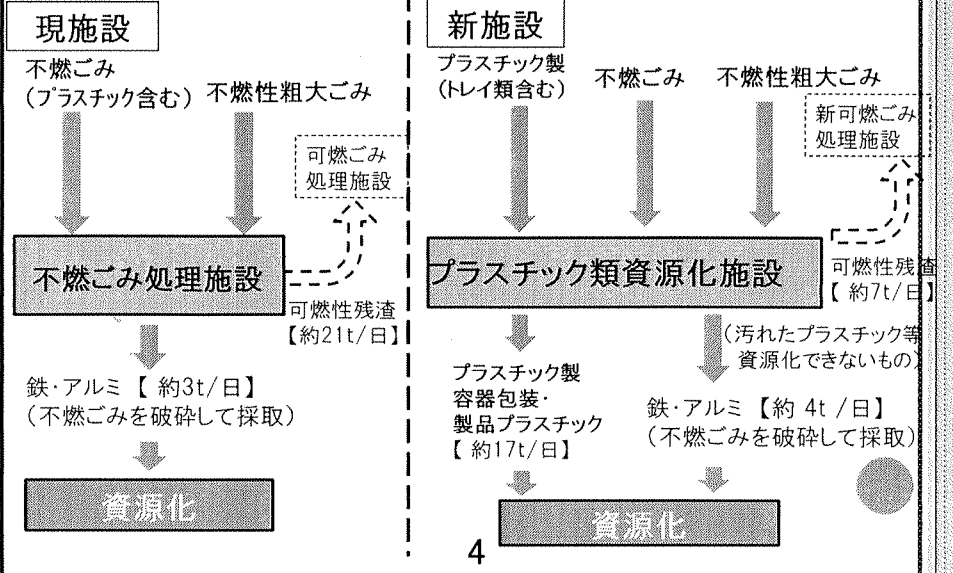 現施設
不燃ごみ
(プラスチック含む)
不燃性粗大ごみ
可燃ごみ
処理施設
不燃ごみ処理施設
可燃性残渣
【約21t/日】
鉄・アルミ【 約3t/日】
(不燃ごみを破砕して採取)
資源化
新施設
プラスチック製
(トレイ類含む)
不燃ごみ
不燃性粗大ごみ
新可燃ごみ
処理施設
プラスチック類資源化施設
可燃性残渣
【 約7t/日】
(汚れたプラスチック等
資源化できないもの)
プラスチック製
容器包装・
製品プラスチック
【 約17t/日】
鉄・アルミ 【約 4t /日】
(不燃ごみを破砕して採取)
資源化
4